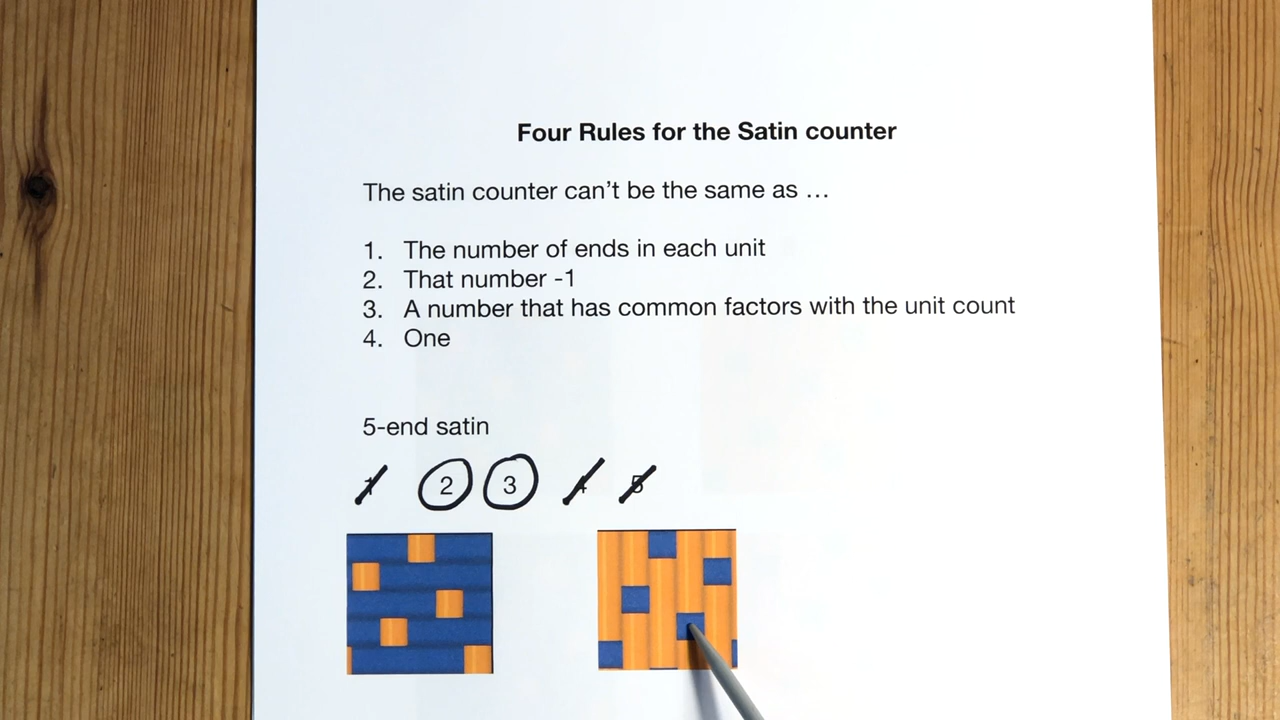 Four Rules for the Satin counter
The satin counter can’t be the same as …
1. The number of ends in each unit
2. That number -1
3. A number that has common factors with the unit count
4. One
5-end satin
1 2 3 4 5